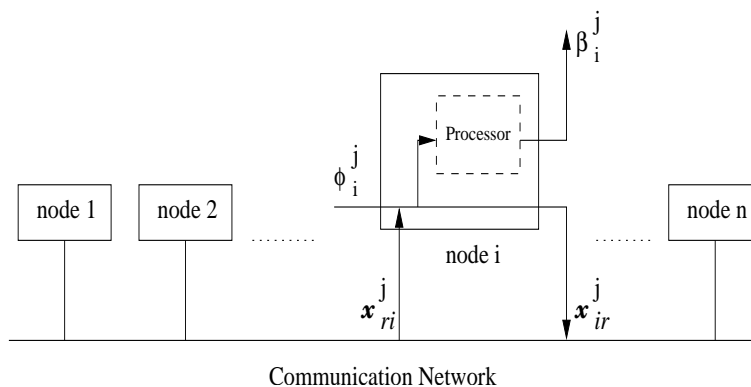 j
β
i
Processor
j
ϕ
i
node 1
node 2
..........
node i
..........
node n
j
x
ri
j
x
ir
Communication Network